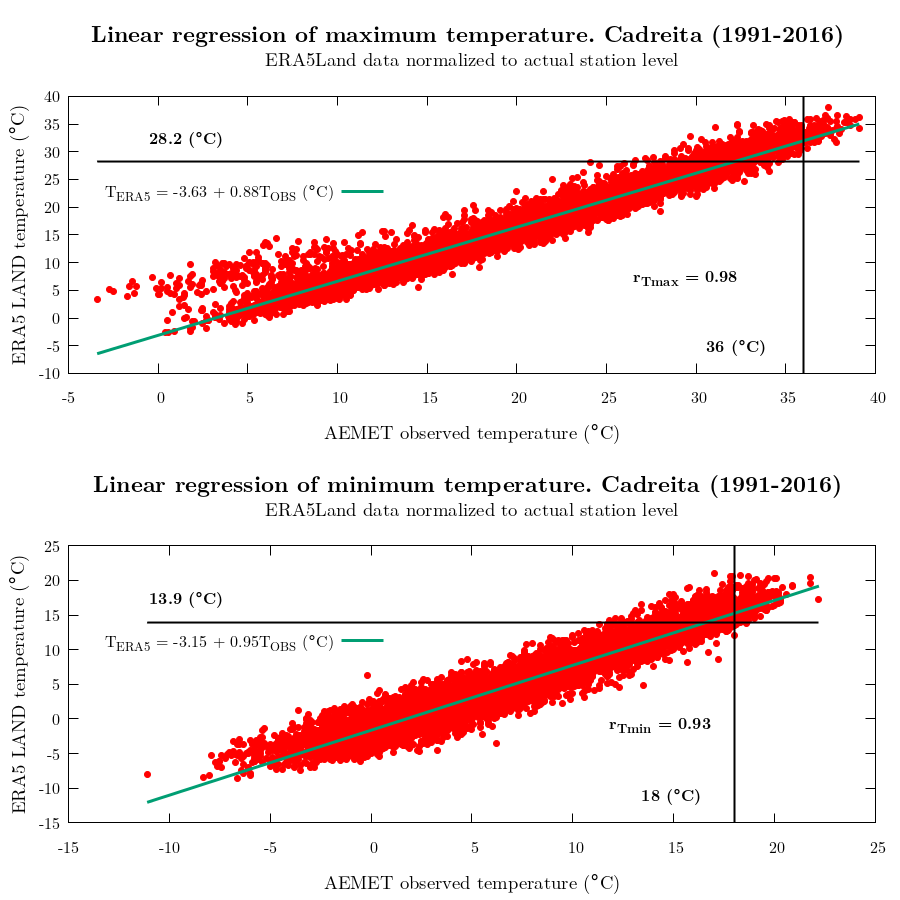 Linear regression of maximum temperature. Cadreita (1991-2016)
ERA5Land data normalized to actual station level
40
35
30
25
20
15
10
5
0
-5
-10
ERA5 LAND temperature (°C)
28.2 (°C)
T_ERA5 = -3.63 + 0.88T_OBS (°C)
r_Tmax = 0.98
36 (°C)
-5 0 5 10 15 20 25 30 35 40
AEMET observed temperature (°C)
Linear regression of minimum temperature. Cadreita (1991-2016)
ERA5Land data normalized to actual station level
25
20
15
10
5
0
-5
-10
-15
ERA5 LAND temperature (°C)
13.9 (°C)
T_ERA5 = -3.15 + 0.95T_OBS (°C)
r_Tmin = 0.93
18 (°C)
-15 -10 -5 0 5 10 15 20 25
AEMET observed temperature (°C)